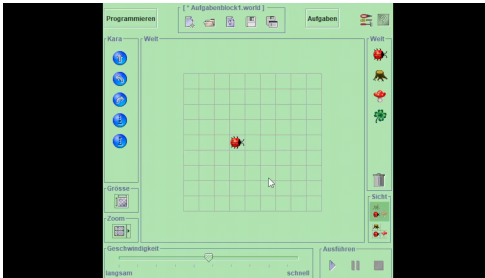 [ * Aufgabenblock1.world ]
Programmieren
Aufgaben
Kara
Welt
Welt
Grösse
Zoom
Sicht
Geschwindigkeit
langsam
schnell
Ausführen